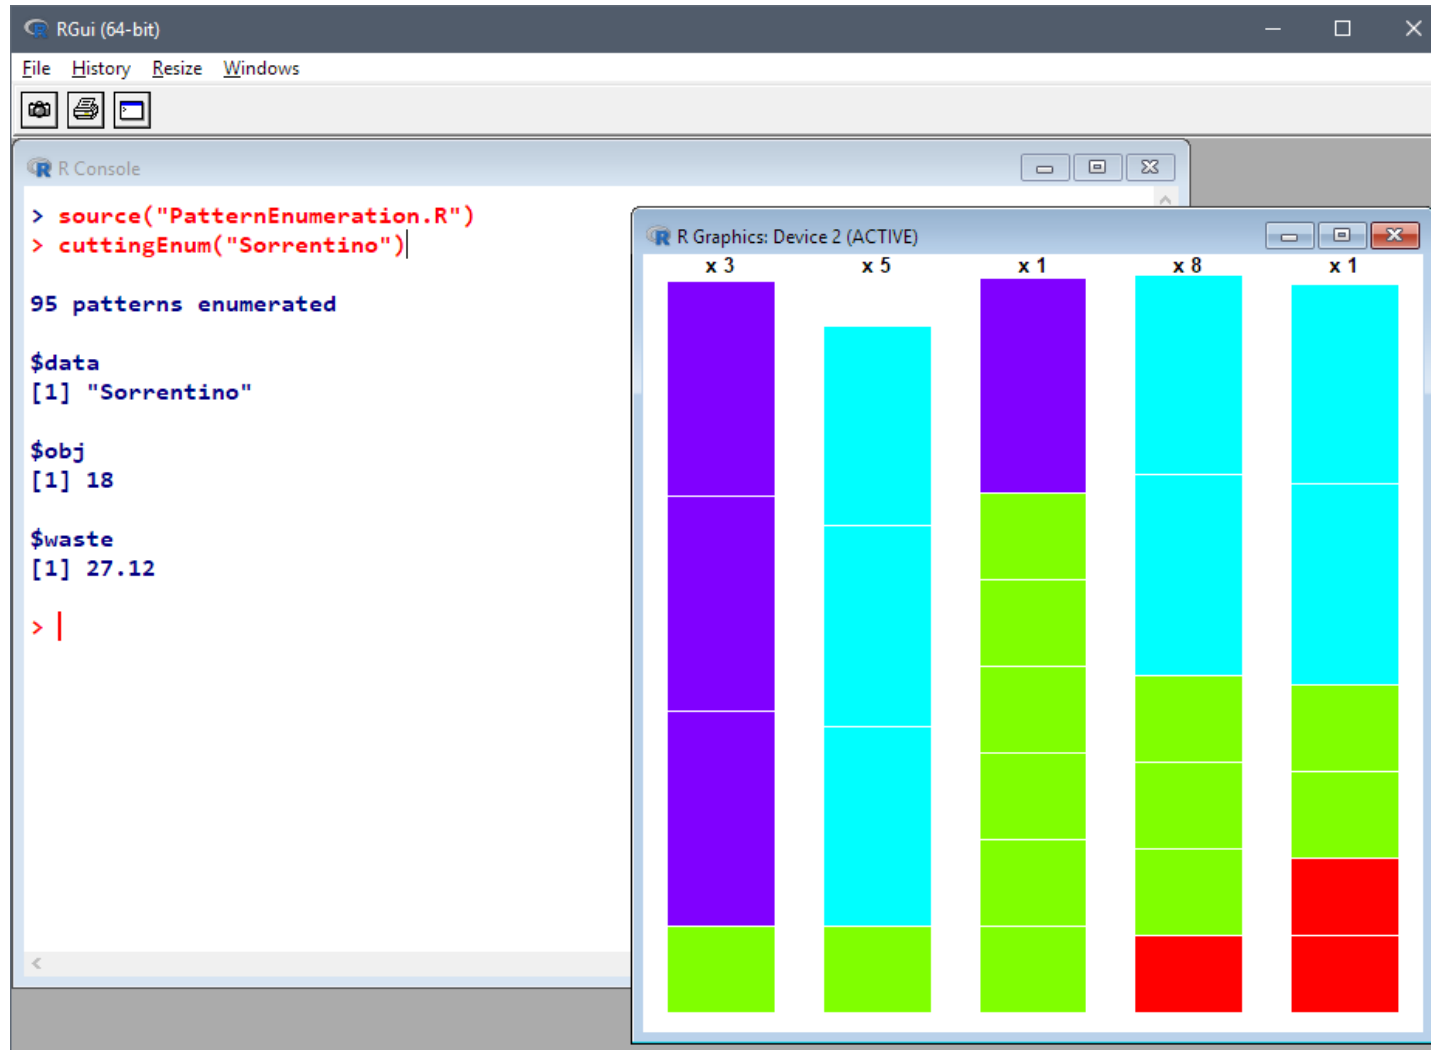 RGui (64-bit)
File History Resize Windows
R Console
> source("PatternEnumeration.R")
> cuttingEnum("Sorrentino")
95 patterns enumerated
$data
[1] "Sorrentino"
$obj
[1] 18
$waste
[1] 27.12
>
R Graphics: Device 2 (ACTIVE)
x 3 x 5 x 1 x 8 x 1